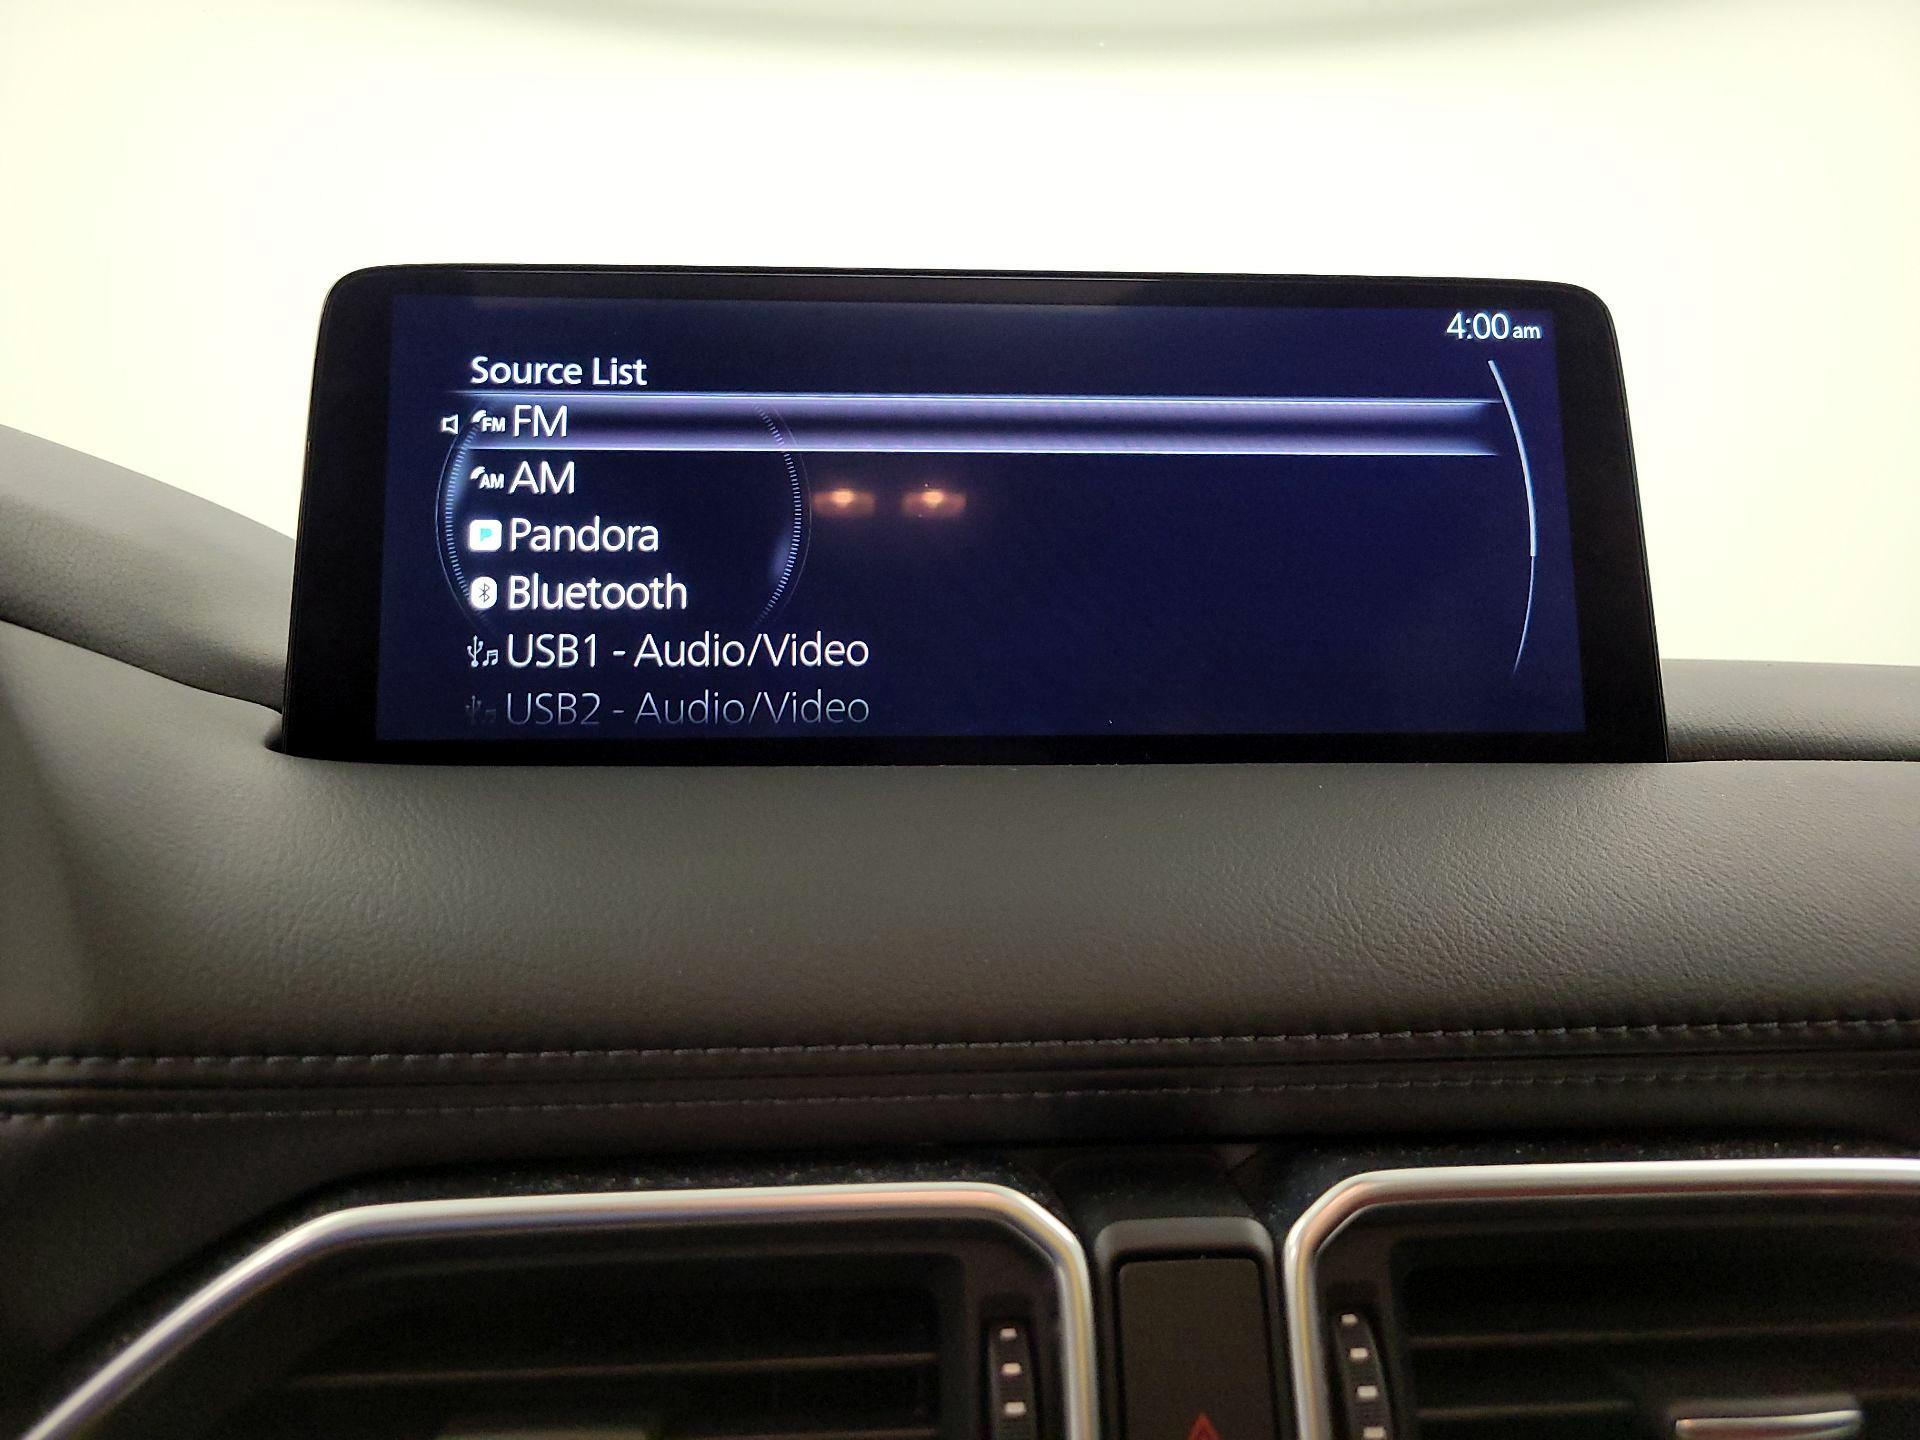 4:00 am
Source List
FM FM
AM AM
Pandora
Bluetooth
USB1 - Audio/Video
USB2 - Audio/Video